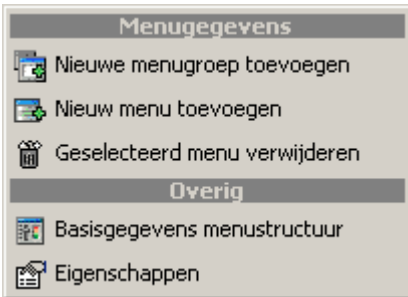 Menugegevens
Nieuwe menugroep toevoegen
Nieuw menu toevoegen
Geselecteerd menu verwijderen
Overig
Basisgegevens menustructuur
Eigenschappen